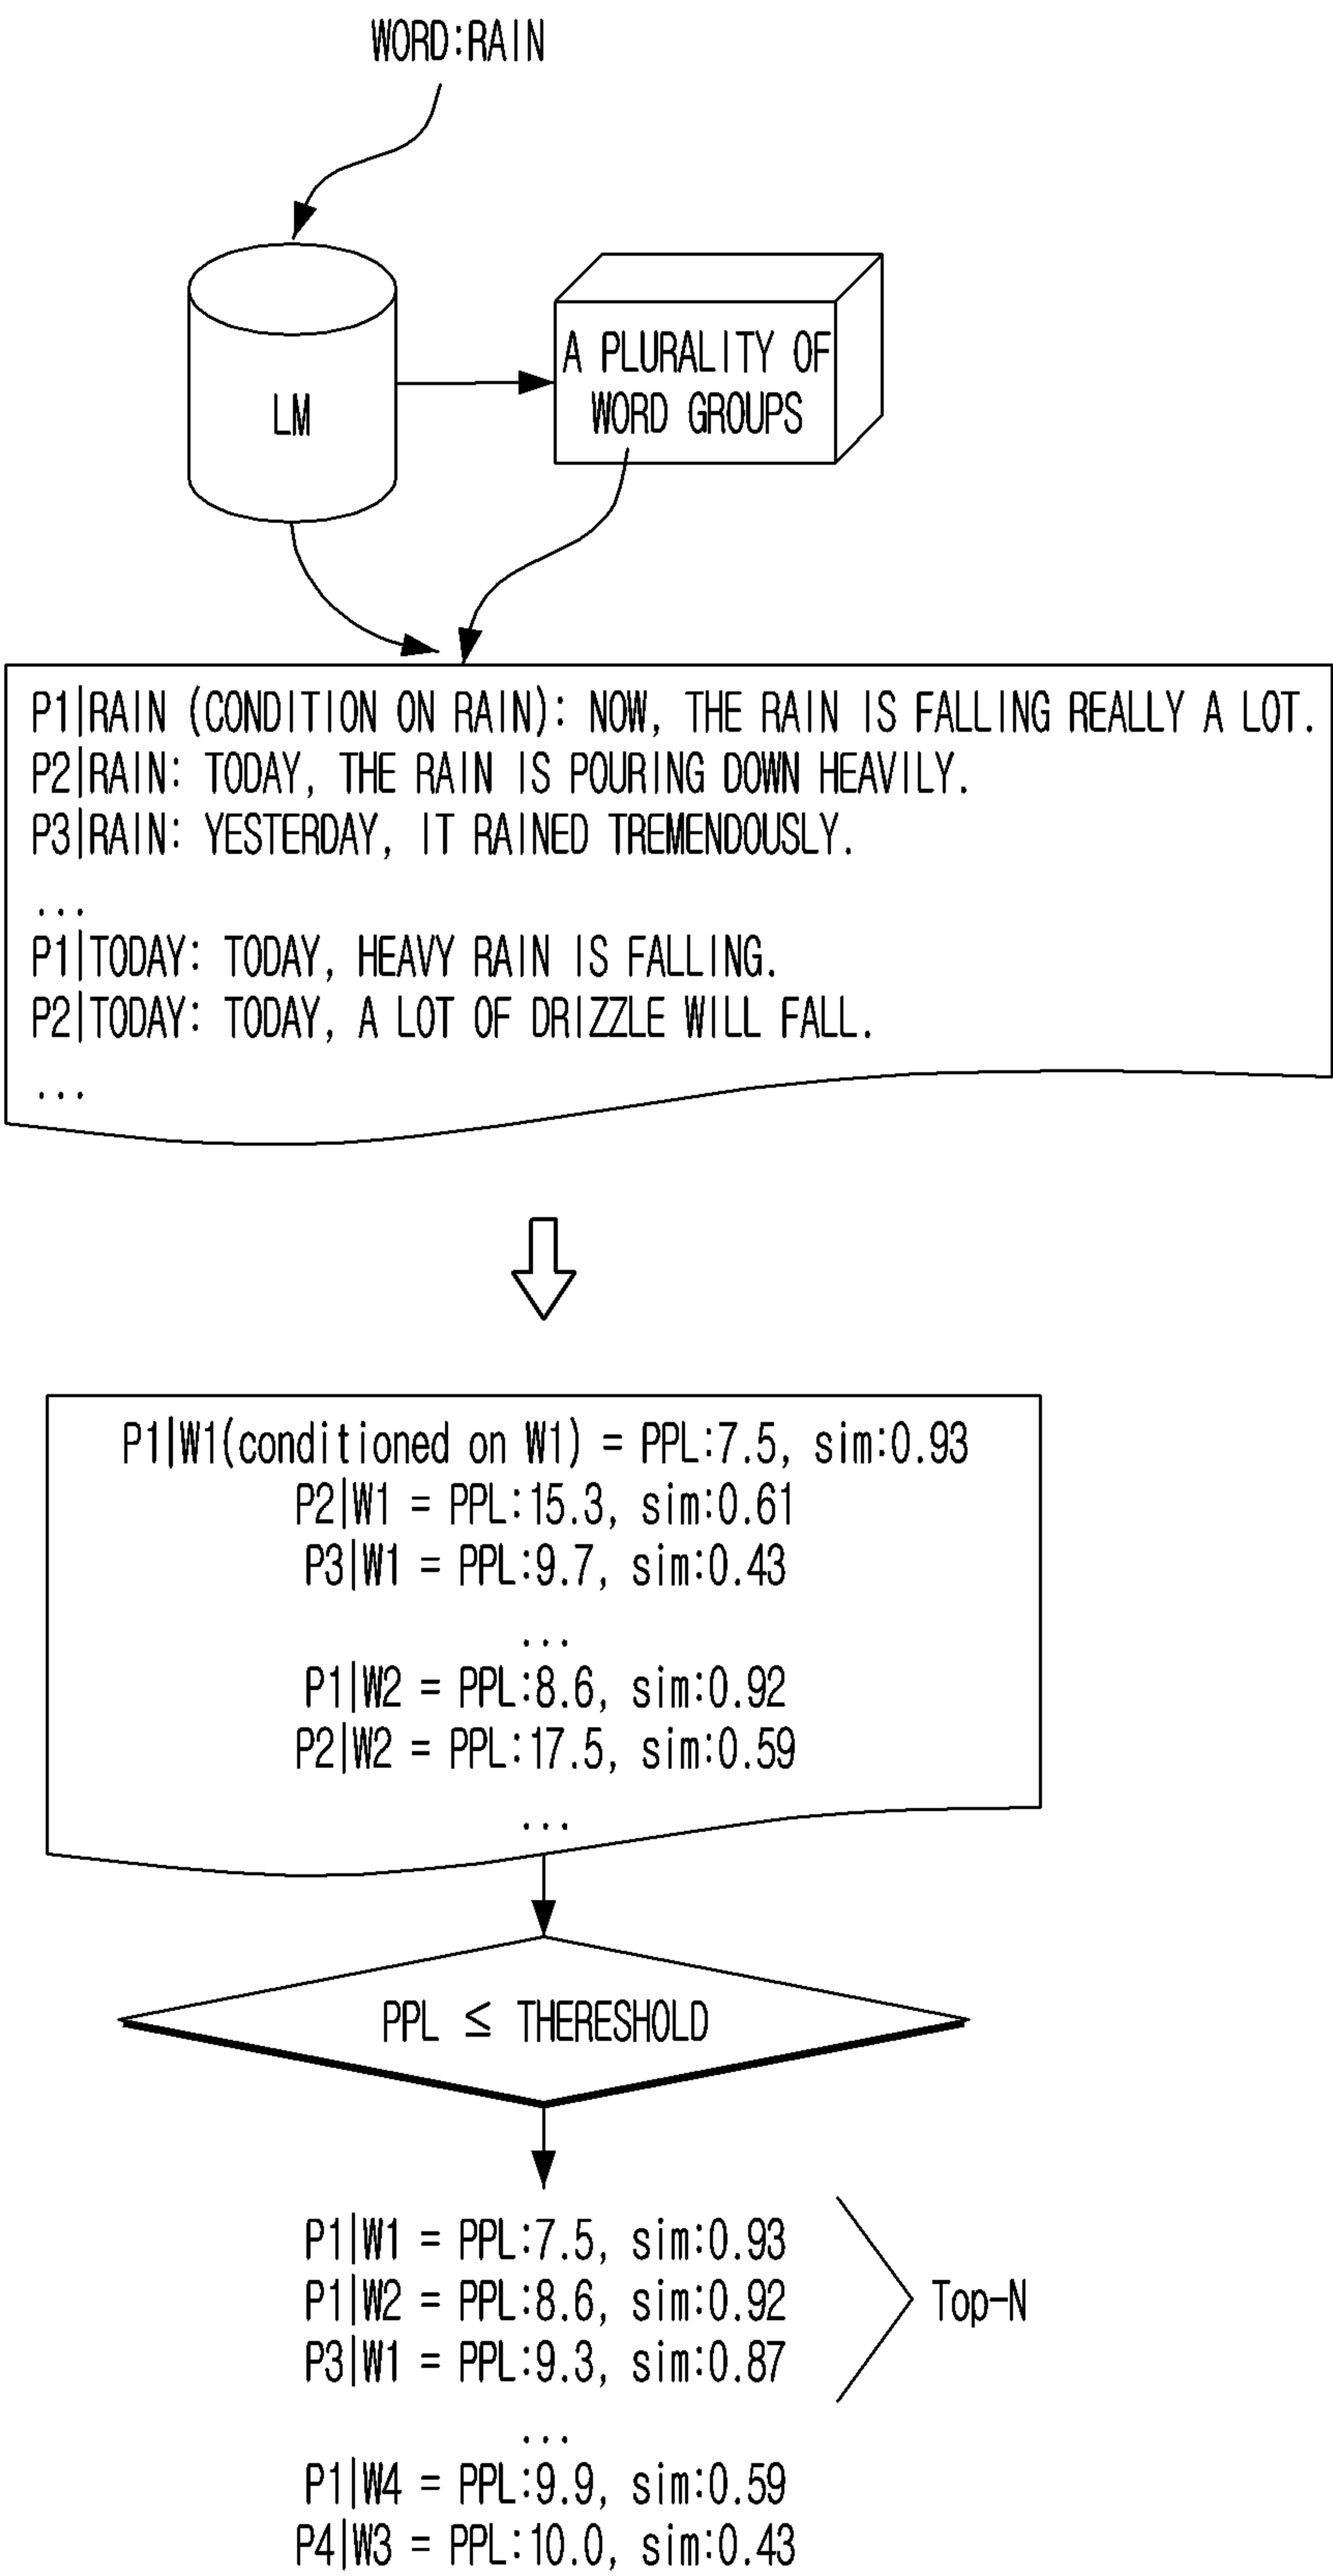 WORD:RAIN
LM
A PLURALITY OF
WORD GROUPS
P1|RAIN (CONDITION ON RAIN): NOW, THE RAIN IS FALLING REALLY A LOT.
P2|RAIN: TODAY, THE RAIN IS POURING DOWN HEAVILY.
P3|RAIN: YESTERDAY, IT RAINED TREMENDOUSLY.
...
P1|TODAY: TODAY, HEAVY RAIN IS FALLING.
P2|TODAY: TODAY, A LOT OF DRIZZLE WILL FALL.
...
P1|W1(conditioned on W1) = PPL:7.5, sim:0.93
P2|W1 = PPL:15.3, sim:0.61
P3|W1 = PPL:9.7, sim:0.43
...
P1|W2 = PPL:8.6, sim:0.92
P2|W2 = PPL:17.5, sim:0.59
...
PPL ≤ THERESHOLD
P1|W1 = PPL:7.5, sim:0.93
P1|W2 = PPL:8.6, sim:0.92
P3|W1 = PPL:9.3, sim:0.87
Top-N
...
P1|W4 = PPL:9.9, sim:0.59
P4|W3 = PPL:10.0, sim:0.43